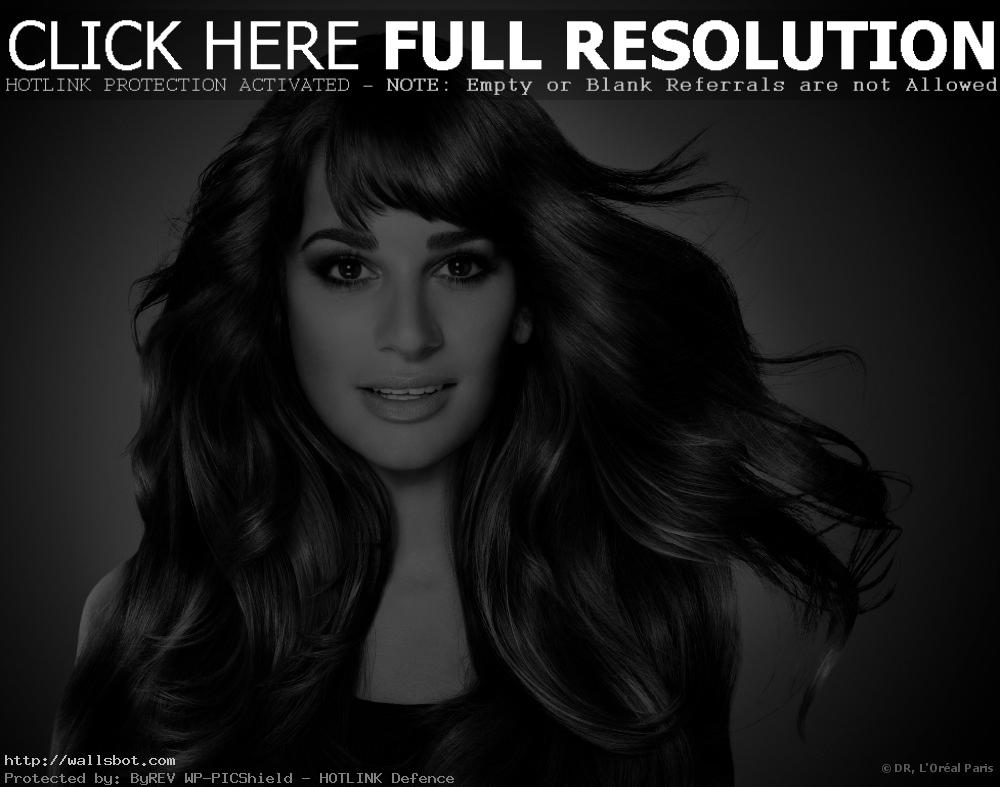 CLICK HERE FULL RESOLUTION
HOTLINK PROTECTION ACTIVATED - NOTE: Empty or Blank Referrals are not Allowed
http://wallsbot.com
Protected by: ByREV WP-PICShield - HOTLINK Defence
© DR, L'Oréal Paris